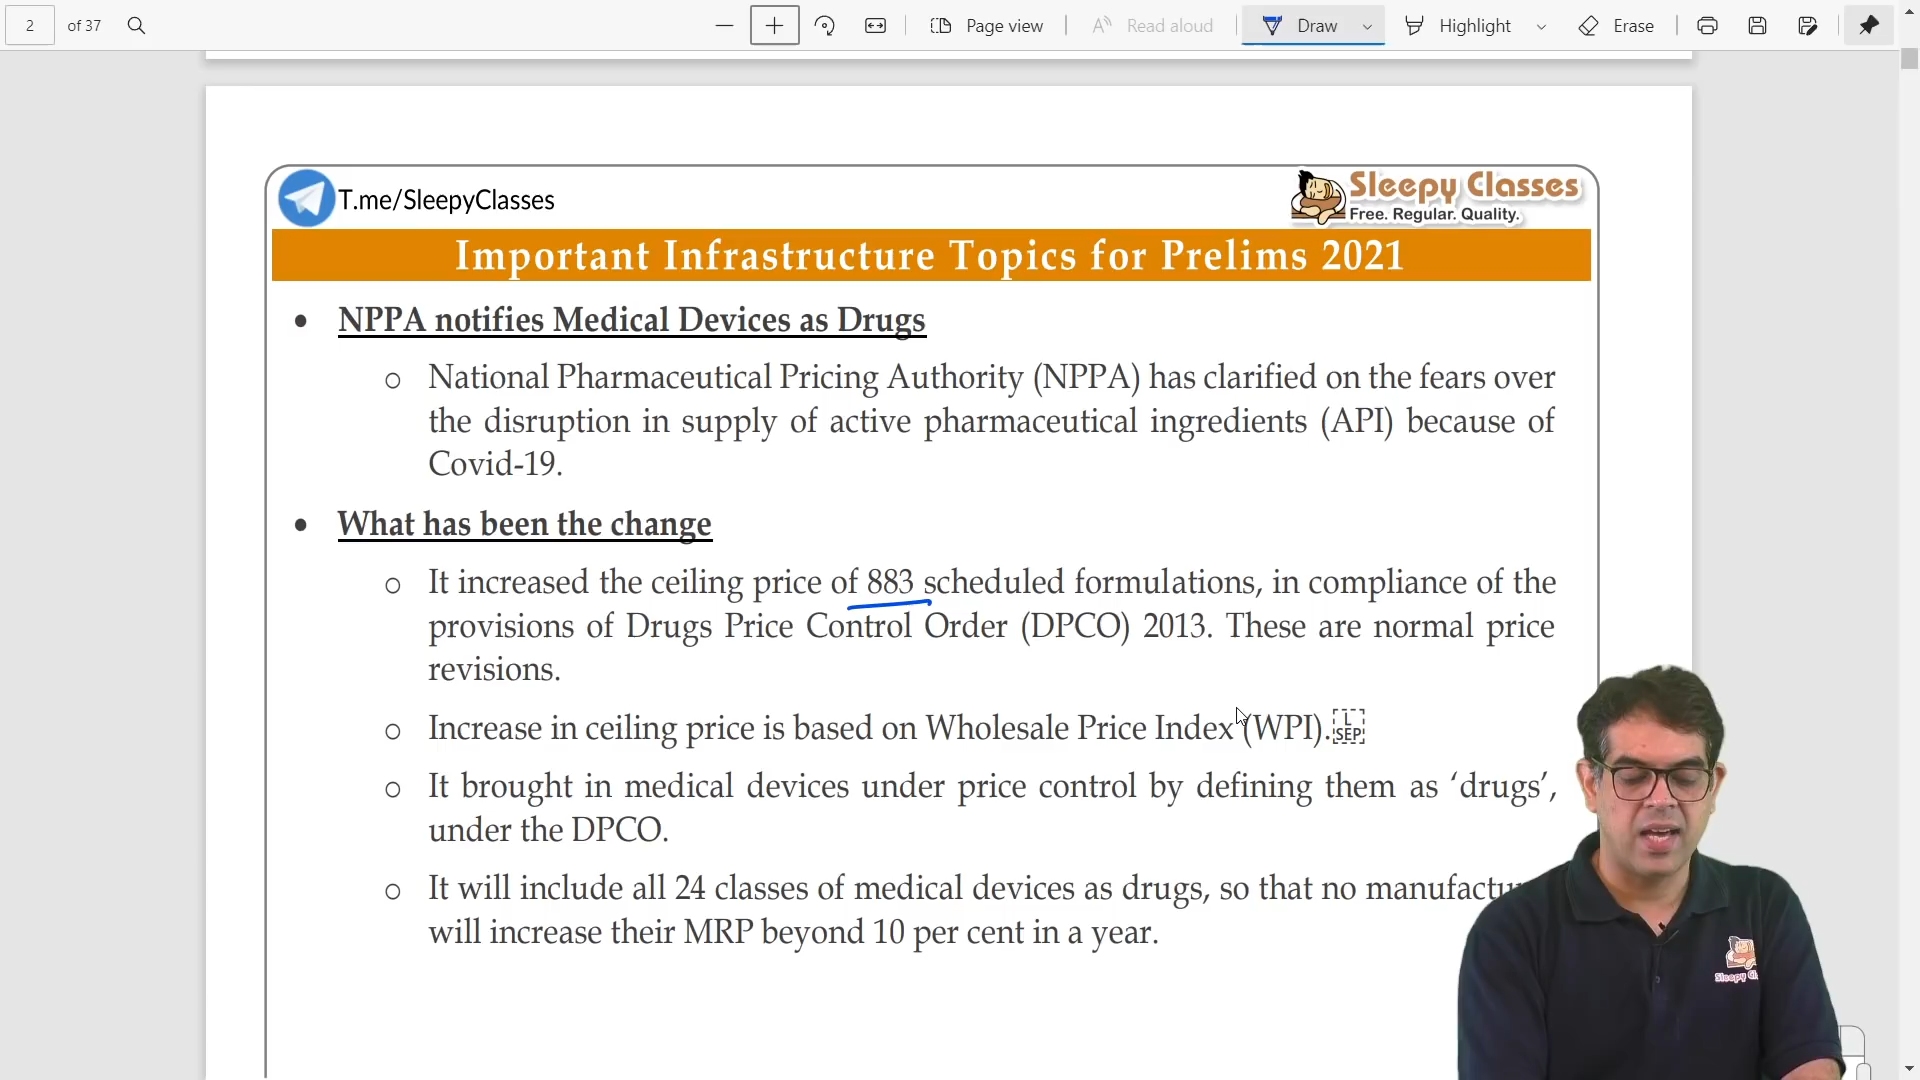 2 of 37 Page view Read aloud Draw Highlight Erase
T.me/SleepyClasses
Sleepy Classes
Free. Regular. Quality.
Important Infrastructure Topics for Prelims 2021
• NPPA notifies Medical Devices as Drugs
o National Pharmaceutical Pricing Authority (NPPA) has clarified on the fears over
the disruption in supply of active pharmaceutical ingredients (API) because of
Covid-19.
• What has been the change
o It increased the ceiling price of 883 scheduled formulations, in compliance of the
provisions of Drugs Price Control Order (DPCO) 2013. These are normal price
revisions.
o Increase in ceiling price is based on Wholesale Price Index (WPI).
L
SEP
o It brought in medical devices under price control by defining them as ‘drugs’,
under the DPCO.
o It will include all 24 classes of medical devices as drugs, so that no
will increase their MRP beyond 10 per cent in a year.
Sleepy